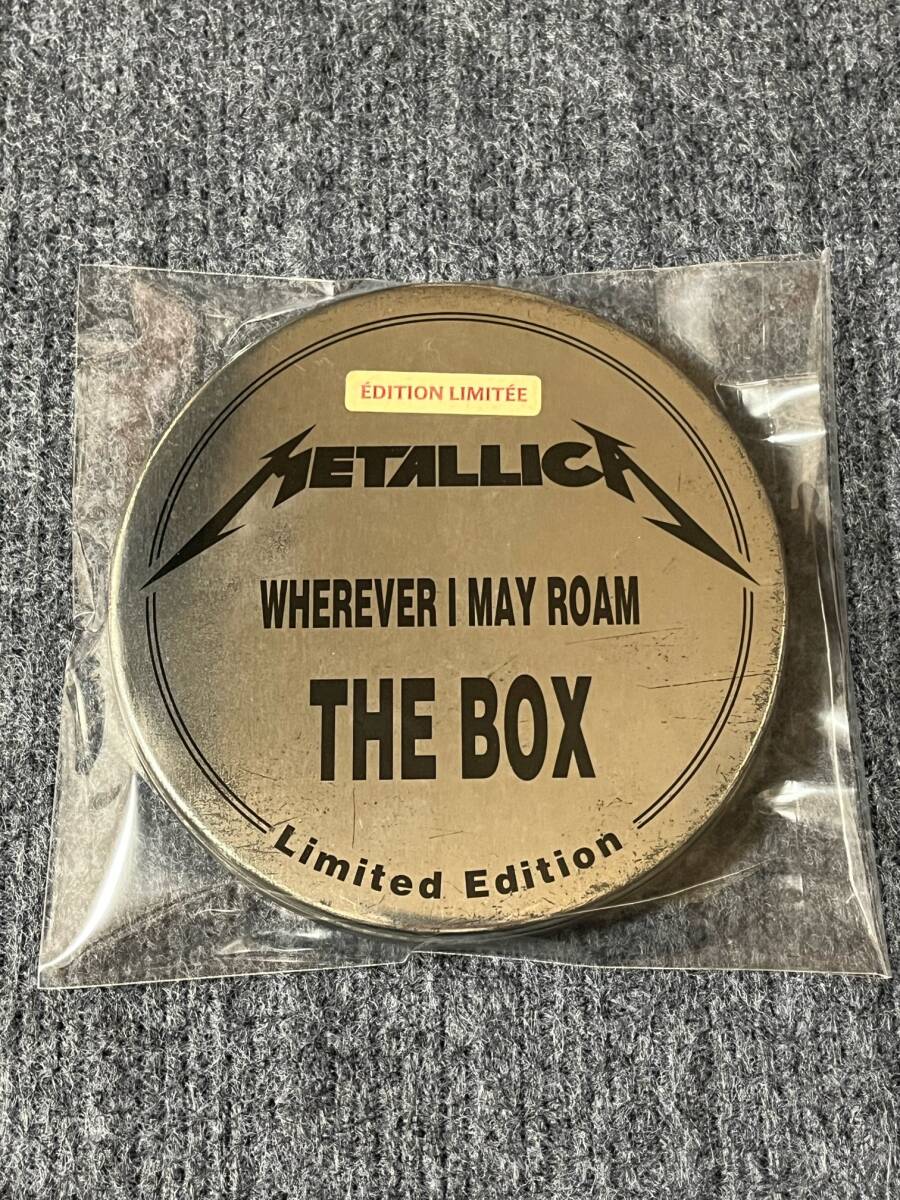 ÉDITION LIMITÉE
METALLICA
WHEREVER I MAY ROAM
THE BOX
Limited Edition